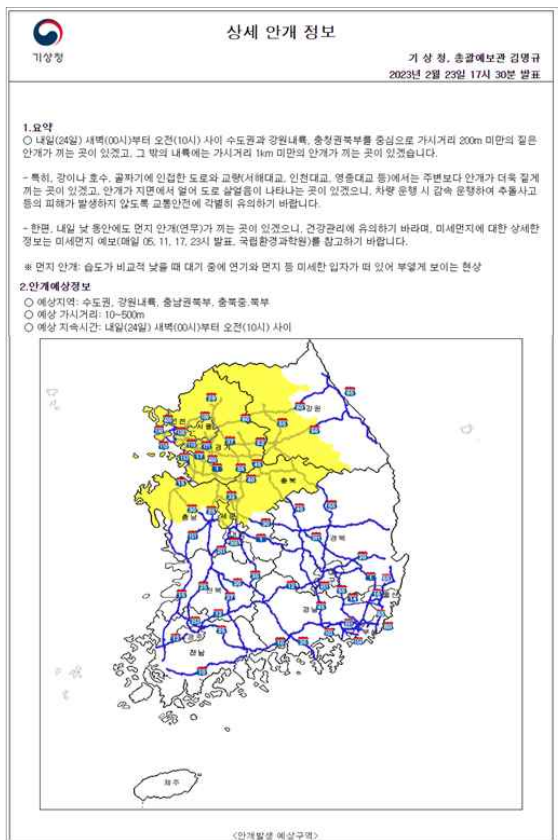 기상청
상세 안개 정보
기 상 청, 총괄예보관 김명규
2023년 2월 23일 17시 30분 발표
1.요약
○ 내일(24일) 새벽(00시)부터 오전(10시) 사이 수도권과 강원내륙, 충청권북부를 중심으로 가시거리 200m 미만의 짙은
안개가 끼는 곳이 있겠고, 그 밖의 내륙에는 가시거리 1km 미만의 안개가 끼는 곳이 있겠습니다.
- 특히, 강이나 호수, 골짜기에 인접한 도로와 교량(서해대교, 인천대교, 영종대교 등)에서는 주변보다 안개가 더욱 짙게
끼는 곳이 있겠고, 안개가 지면에서 얼어 도로 살얼음이 나타나는 곳이 있겠으니, 차량 운행 시 감속 운행하여 추돌사고
등의 피해가 발생하지 않도록 교통안전에 각별히 유의하기 바랍니다.
- 한편, 내일 낮 동안에도 먼지 안개(연무)가 끼는 곳이 있겠으니, 건강관리에 유의하기 바라며, 미세먼지에 대한 상세한
정보는 미세먼지 예보(매일 05, 11, 17, 23시 발표, 국립환경과학원)를 참고하기 바랍니다.
※ 먼지 안개: 습도가 비교적 낮을 때 대기 중에 연기와 먼지 등 미세한 입자가 떠 있어 부옇게 보이는 현상
2.안개예상정보
○ 예상지역: 수도권, 강원내륙, 충남권북부, 충북중.북부
○ 예상 가시거리: 10~500m
○ 예상 지속시간: 내일(24일) 새벽(00시)부터 오전(10시) 사이
강원
서울
인천
경기
충북
충남
세종
경북
전북
경남
울산
부산
광주
전남
제주
<안개발생 예상구역>